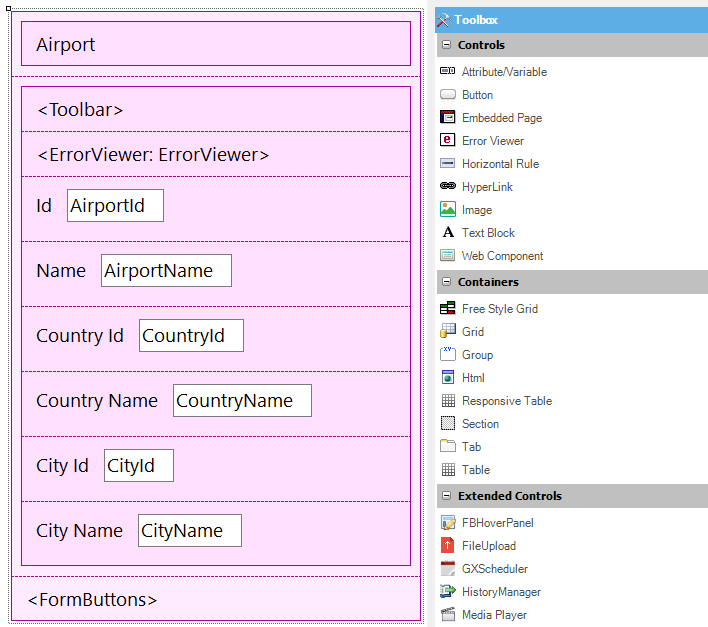 Airport
<Toolbar>
<ErrorViewer: ErrorViewer>
Id AirportId
Name AirportName
Country Id CountryId
Country Name CountryName
City Id CityId
City Name CityName
<FormButtons>
Toolbox
Controls
Attribute/Variable
Button
Embedded Page
e Error Viewer
Horizontal Rule
HyperLink
Image
A Text Block
Web Component
Containers
Free Style Grid
Grid
XY Group
Html
Responsive Table
Section
Tab
Table
Extended Controls
FBHoverPanel
FileUpload
GXScheduler
HistoryManager
Media Player